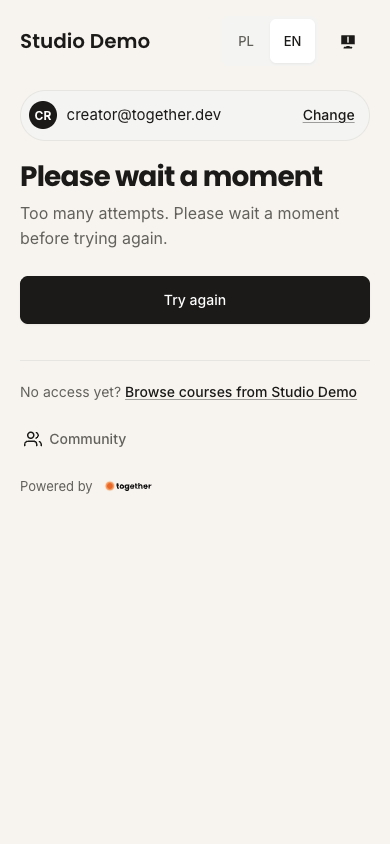 Studio Demo
PL
EN
CR
creator@together.dev
Change
Please wait a moment
Too many attempts. Please wait a moment
before trying again.
Try again
No access yet? Browse courses from Studio Demo
Community
Powered by together